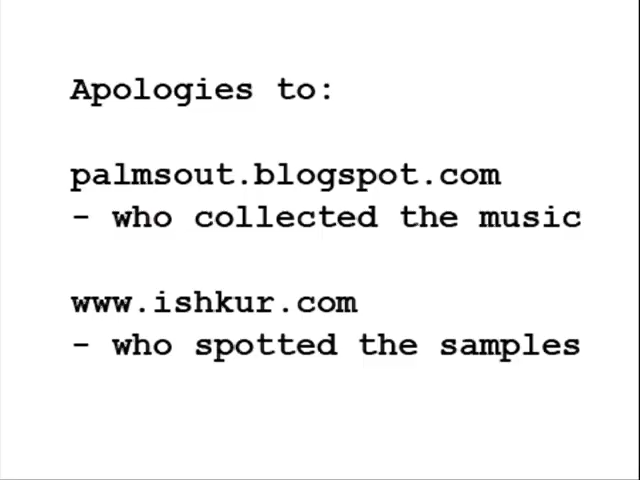 Apologies to:
palmsout.blogspot.com
- who collected the music
www.ishkur.com
- who spotted the samples